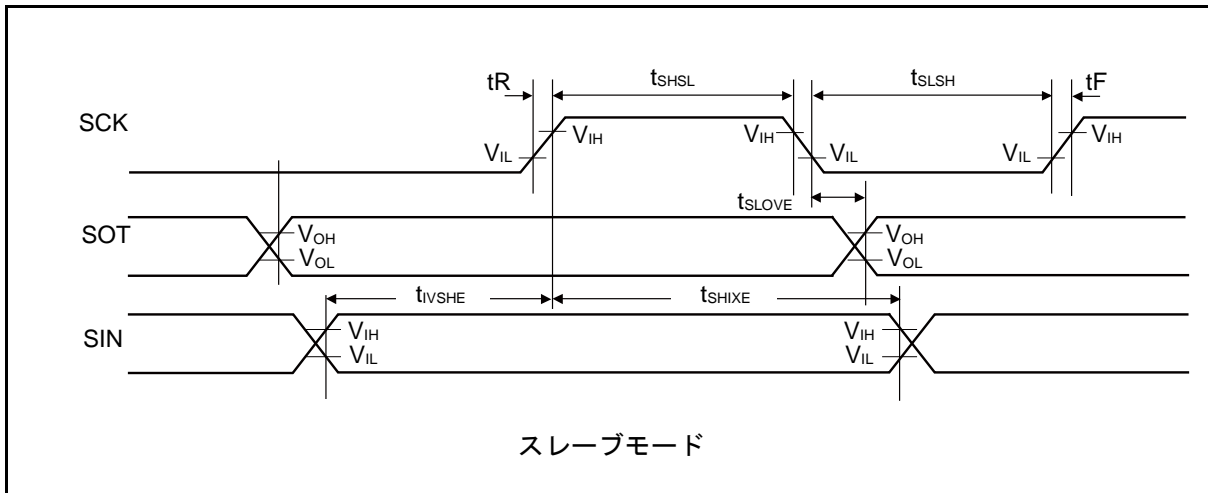 tR tSHSL tSLSH tF
SCK VIH VIH VIH
VIL VIL VIL
tSLOVE
SOT VOH VOH
VOL VOL
tIVSHE tSHIXE
SIN VIH VIH
VIL VIL
スレーブモード